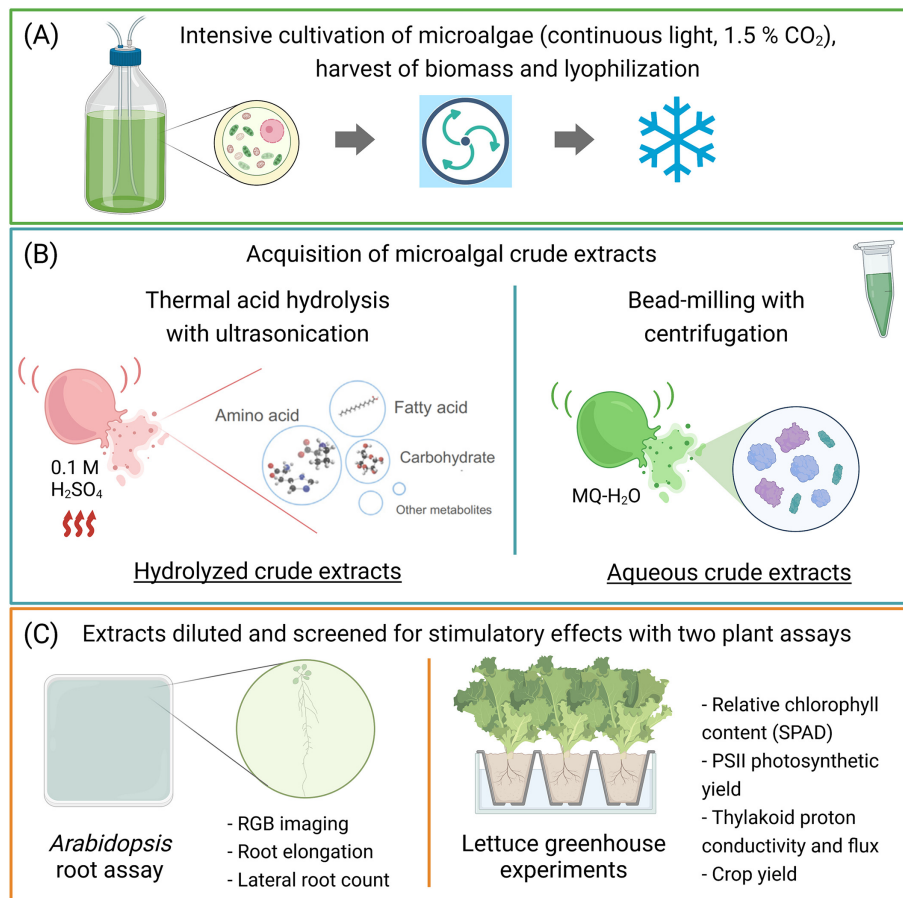 (A)
Intensive cultivation of microalgae (continuous light, 1.5 % CO₂),
harvest of biomass and lyophilization
(B)
Acquisition of microalgal crude extracts
Thermal acid hydrolysis
with ultrasonication
Amino acid
Fatty acid
Carbohydrate
Other metabolites
0.1 M
H₂SO₄
Hydrolyzed crude extracts
Bead-milling with
centrifugation
MQ-H₂O
Aqueous crude extracts
(C)
Extracts diluted and screened for stimulatory effects with two plant assays
Arabidopsis
root assay
- RGB imaging
- Root elongation
- Lateral root count
Lettuce greenhouse
experiments
- Relative chlorophyll
content (SPAD)
- PSII photosynthetic
yield
- Thylakoid proton
conductivity and flux
- Crop yield